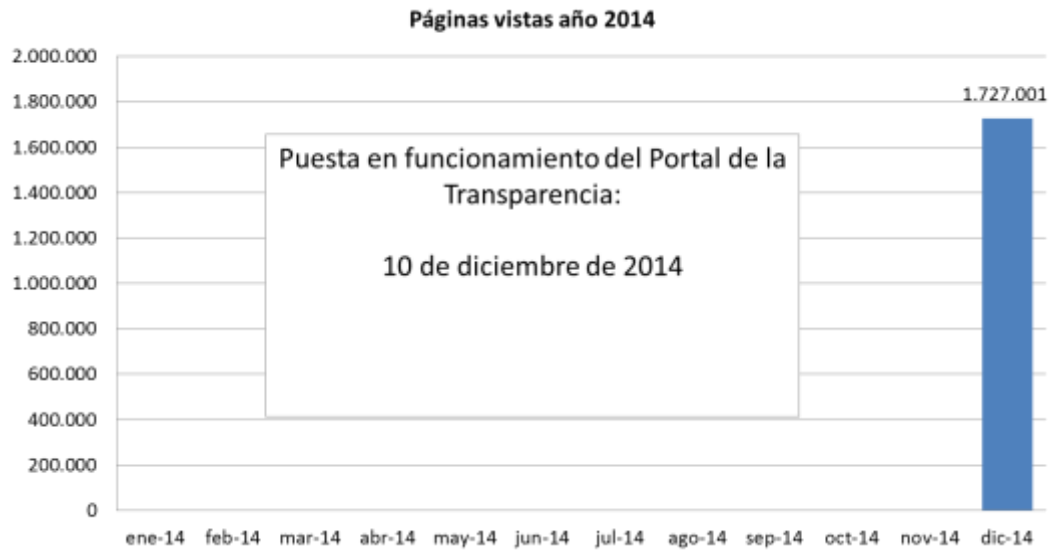 Páginas vistas año 2014
2.000.000
1.800.000
1.727.001
1.600.000
1.400.000
1.200.000
1.000.000
800.000
600.000
400.000
200.000
0
Puesta en funcionamiento del Portal de la
Transparencia:
10 de diciembre de 2014
ene-14 feb-14 mar-14 abr-14 may-14 jun-14 jul-14 ago-14 sep-14 oct-14 nov-14 dic-14